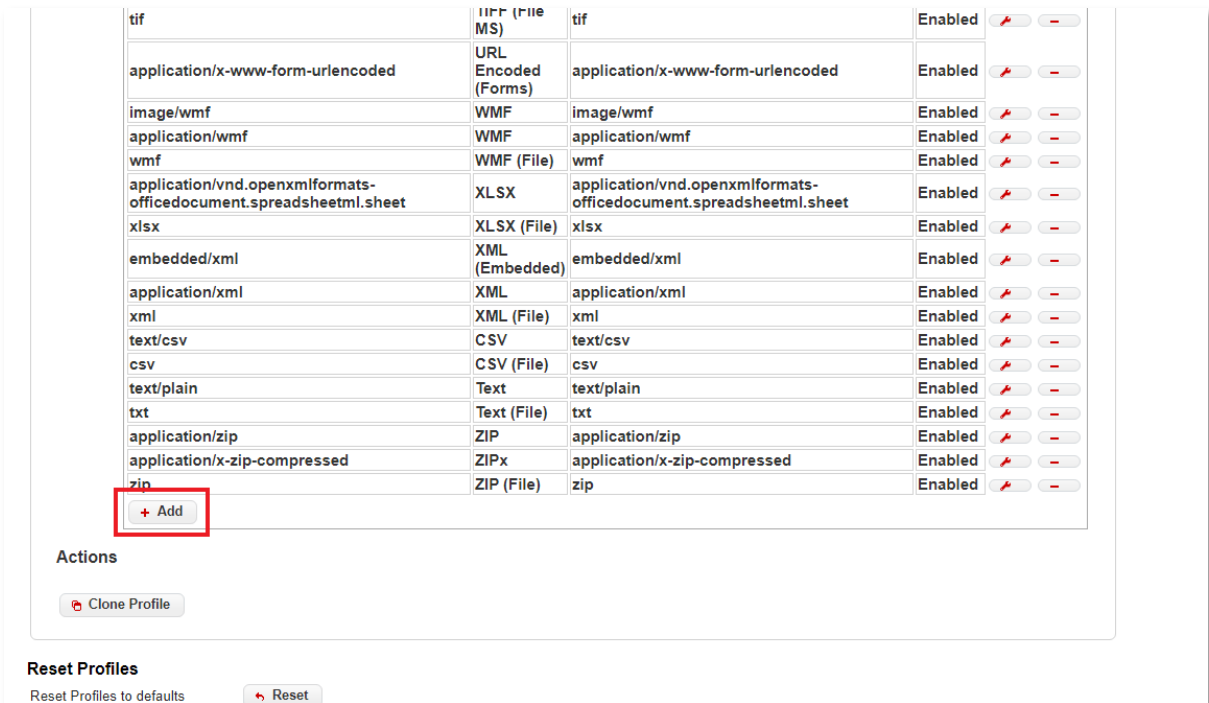 tif TIFF (File MS) tif Enabled
application/x-www-form-urlencoded URL Encoded (Forms) application/x-www-form-urlencoded Enabled
image/wmf WMF image/wmf Enabled
application/wmf WMF application/wmf Enabled
wmf WMF (File) wmf Enabled
application/vnd.openxmlformats-officedocument.spreadsheetml.sheet XLSX application/vnd.openxmlformats-officedocument.spreadsheetml.sheet Enabled
xlsx XLSX (File) xlsx Enabled
embedded/xml XML (Embedded) embedded/xml Enabled
application/xml XML application/xml Enabled
xml XML (File) xml Enabled
text/csv CSV text/csv Enabled
csv CSV (File) csv Enabled
text/plain Text text/plain Enabled
txt Text (File) txt Enabled
application/zip ZIP application/zip Enabled
application/x-zip-compressed ZIPx application/x-zip-compressed Enabled
zip ZIP (File) zip Enabled
+ Add
Actions
Clone Profile
Reset Profiles
Reset Profiles to defaults Reset